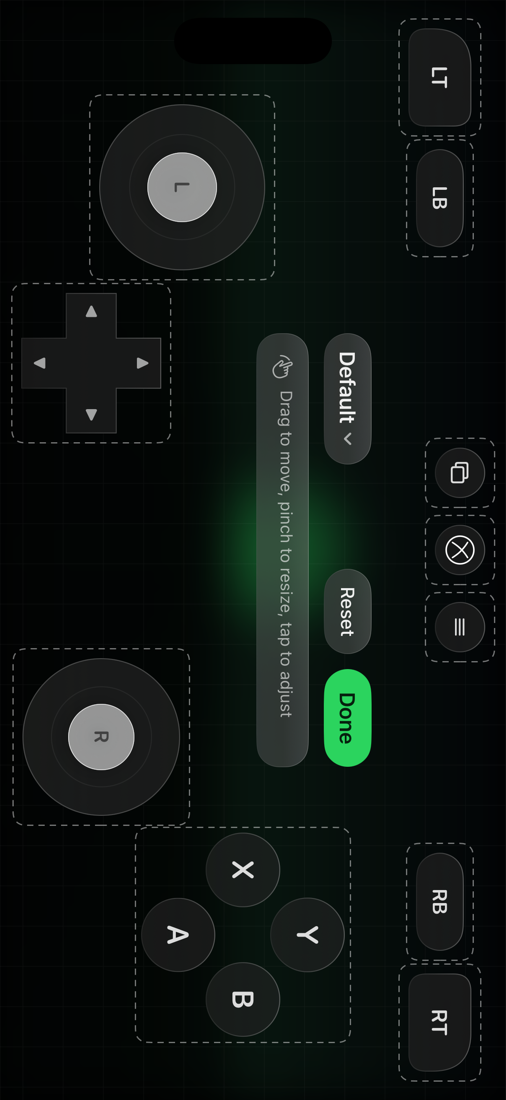 LT
LB
RB
RT
L
Default
Reset
Done
Drag to move, pinch to resize, tap to adjust
Y
X
B
A
R